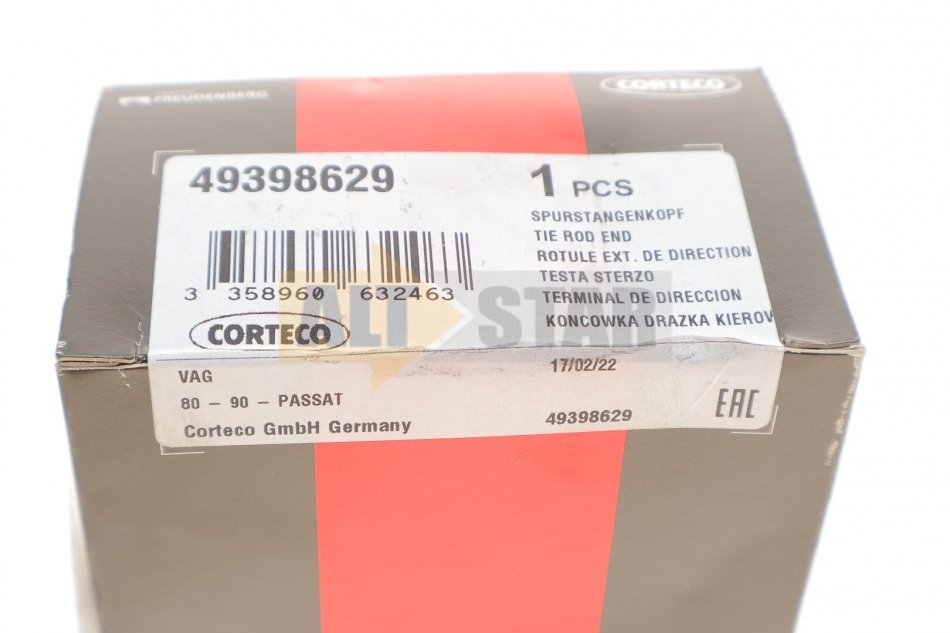 FREUDENBERG
CORTECO
49398629
1 PCS
SPURSTANGENKOPF
TIE ROD END
ROTULE EXT. DE DIRECTION
TESTA STERZO
TERMINAL DE DIRECCION
KONCOWKA DRAZKA KIEROW
3 358960 632463
CORTECO
ALL STAR
VAG
80 - 90 - PASSAT
Corteco GmbH Germany
17/02/22
49398629
EAC